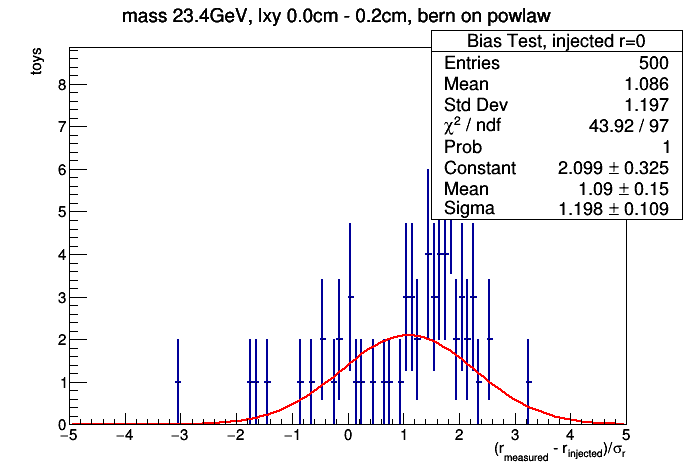 mass 23.4GeV, lxy 0.0cm - 0.2cm, bern on powlaw
toys
Bias Test, injected r=0
Entries 500
Mean 1.086
Std Dev 1.197
χ² / ndf 43.92 / 97
Prob 1
Constant 2.099 ± 0.325
Mean 1.09 ± 0.15
Sigma 1.198 ± 0.109
8
7
6
5
4
3
2
1
0
−5 −4 −3 −2 −1 0 1 2 3 4 5
(r_measured - r_injected)/σ_r